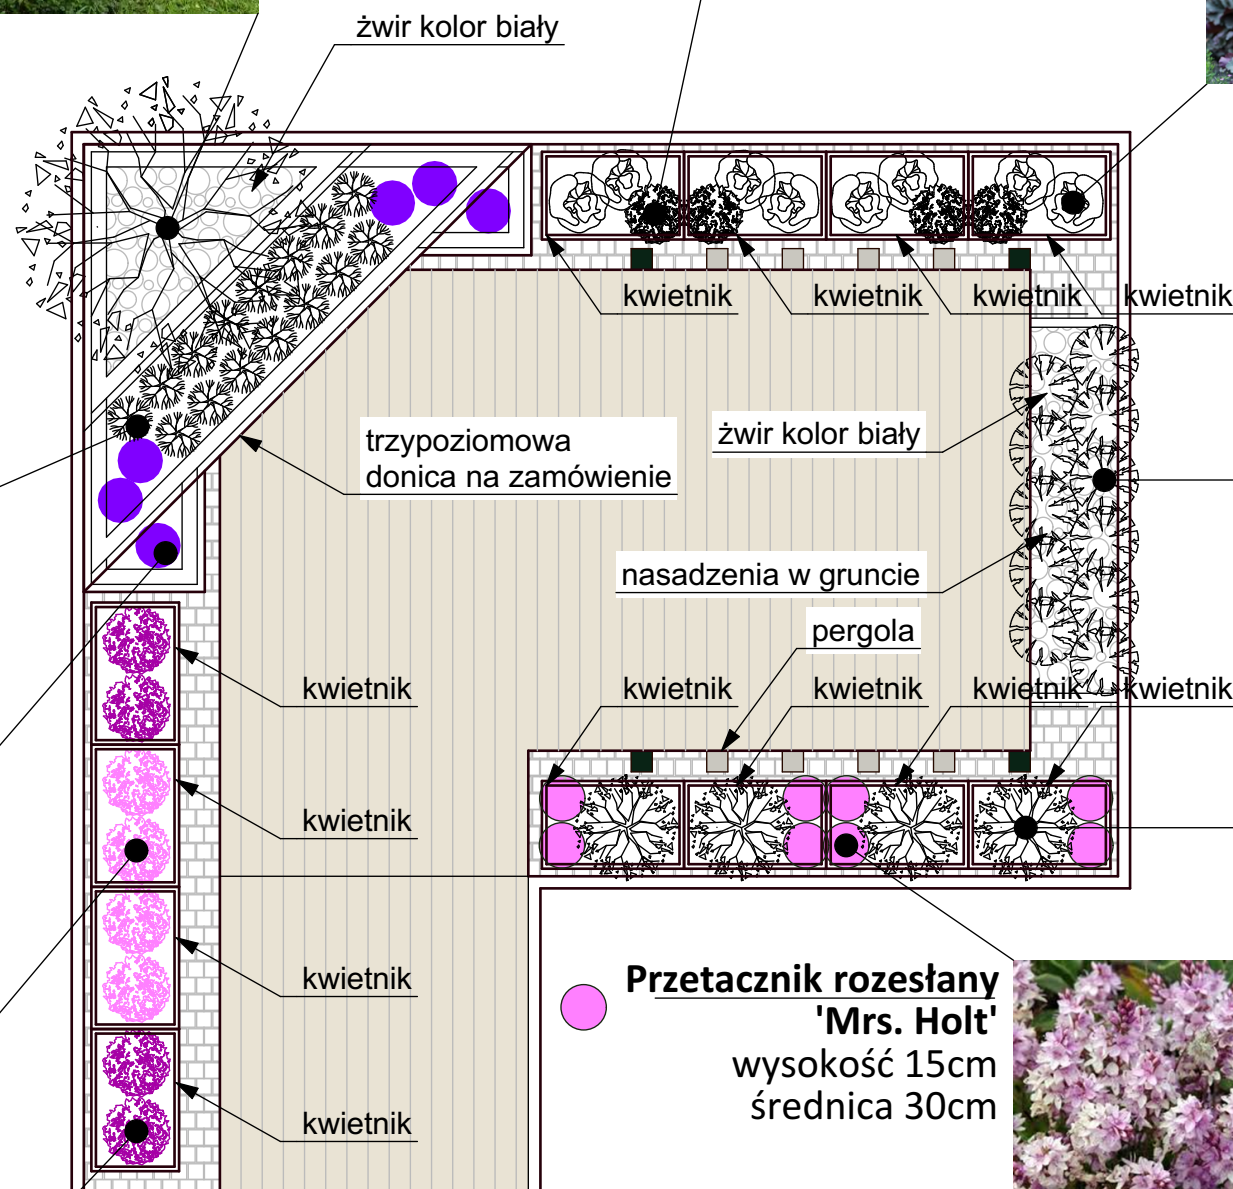 żwir kolor biały
kwietnik
kwietnik
kwietnik
kwietnik
trzypoziomowa
donica na zamówienie
żwir kolor biały
nasadzenia w gruncie
pergola
kwietnik
kwietnik
kwietnik
kwietnik
kwietnik
kwietnik
kwietnik
kwietnik
Przetacznik rozesłany
'Mrs. Holt'
wysokość 15cm
średnica 30cm